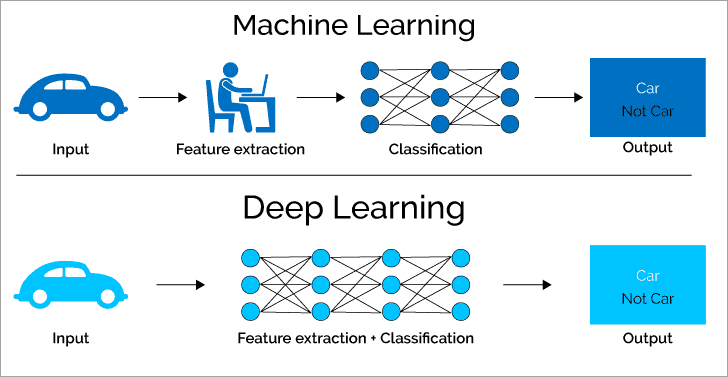 Machine Learning
Car
Not Car
Input
Feature extraction
Classification
Output
Deep Learning
Car
Not Car
Input
Feature extraction + Classification
Output